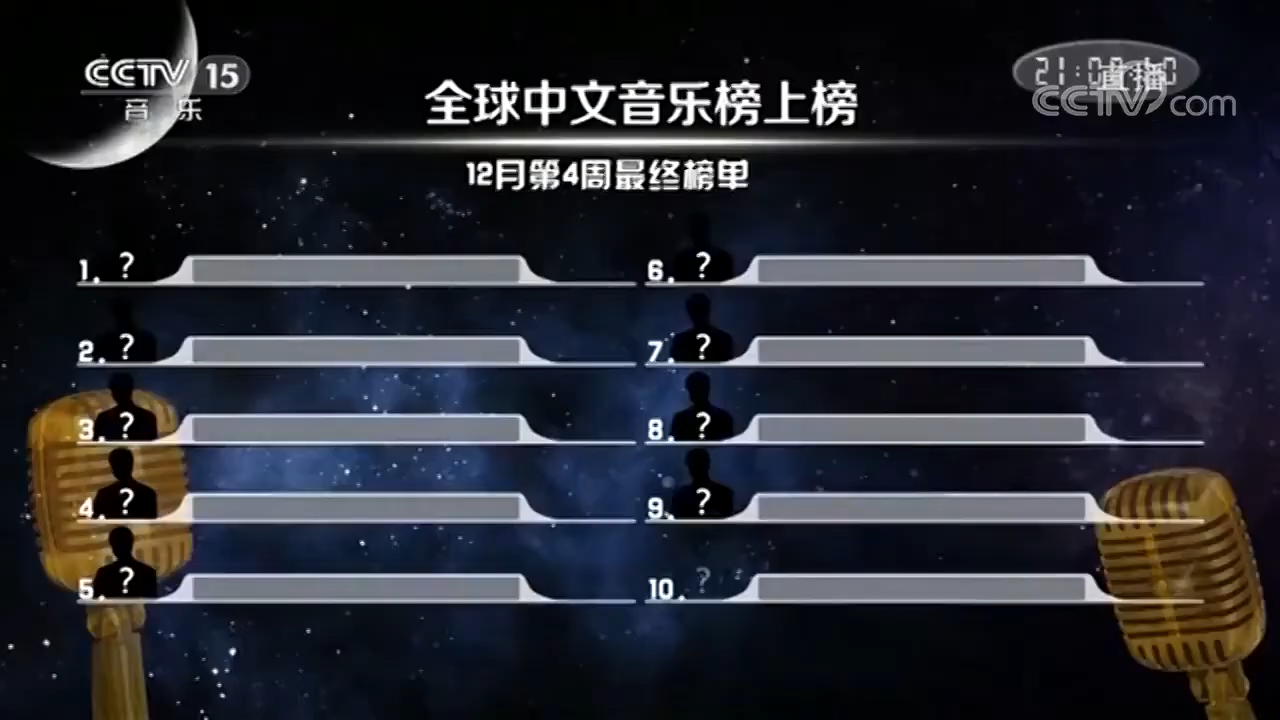 CCTV 15
音乐
全球中文音乐榜上榜
直播
CCTV.com
12月第4周最终榜单
1. ?
2. ?
3. ?
4. ?
5. ?
6. ?
7. ?
8. ?
9. ?
10. ?